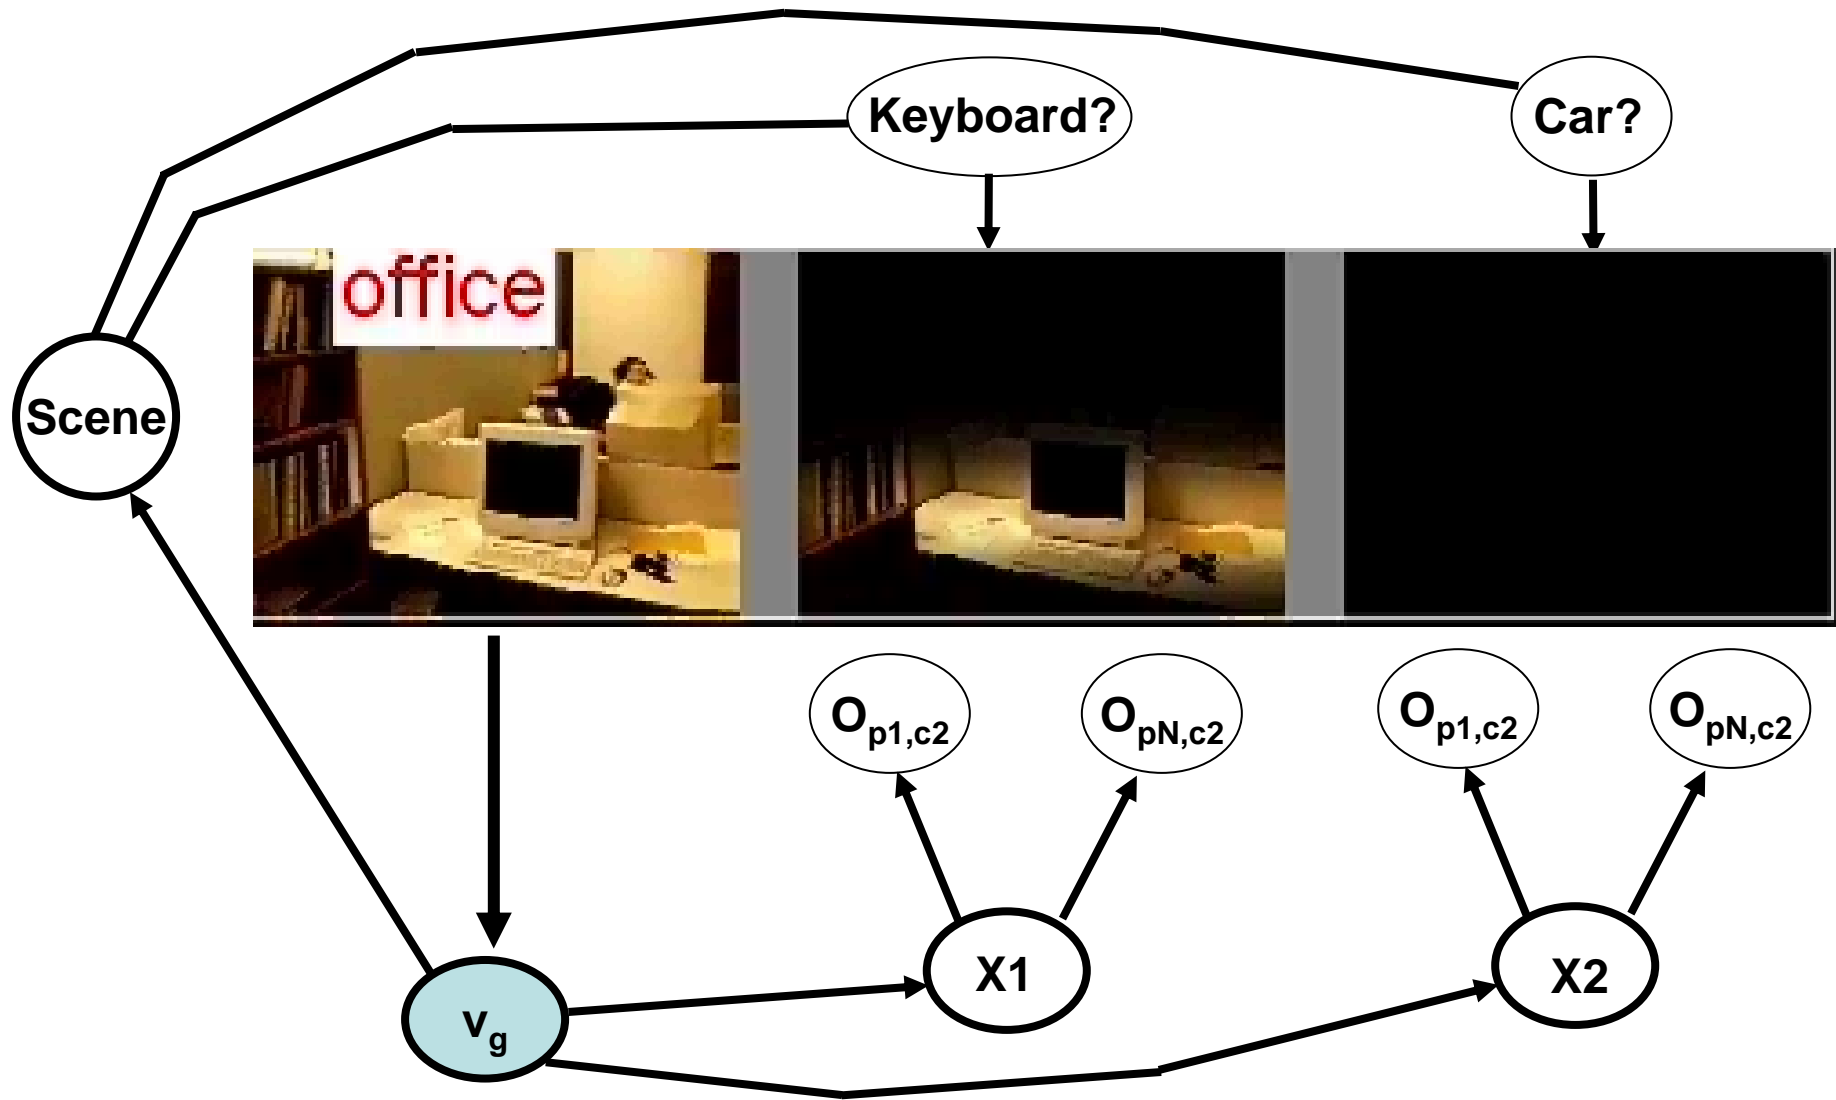 Keyboard?
Car?
office
Scene
Op1,c2
OpN,c2
Op1,c2
OpN,c2
X1
X2
vg